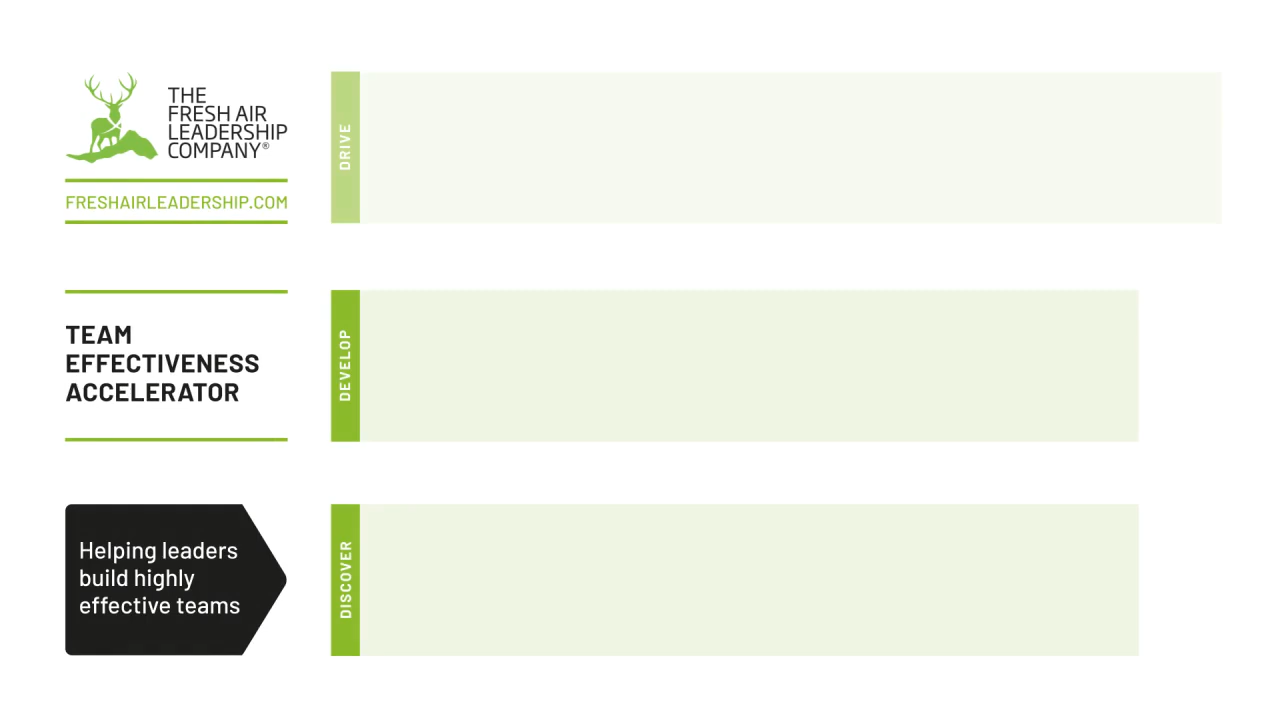 THE
FRESH AIR
LEADERSHIP
COMPANY®
FRESHAIRLEADERSHIP.COM
TEAM
EFFECTIVENESS
ACCELERATOR
Helping leaders
build highly
effective teams
DRIVE
DEVELOP
DISCOVER